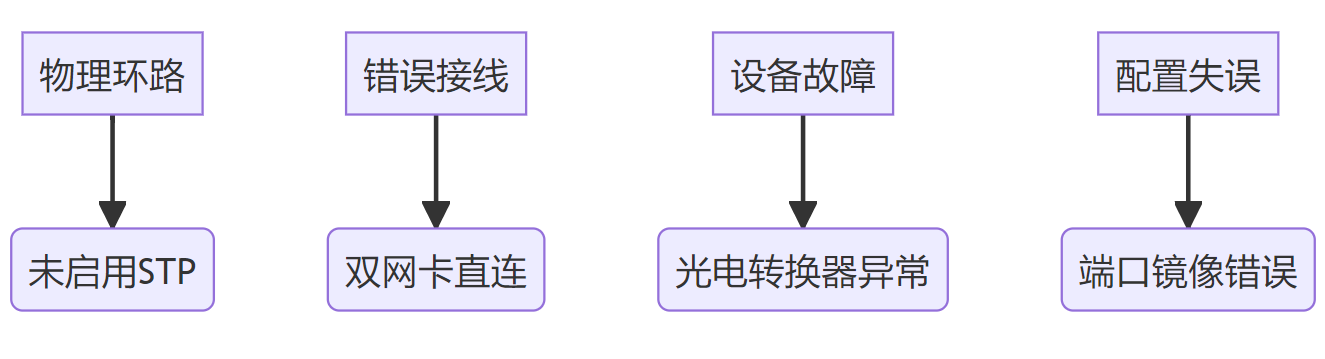 物理环路
错误接线
设备故障
配置失误
未启用STP
双网卡直连
光电转换器异常
端口镜像错误